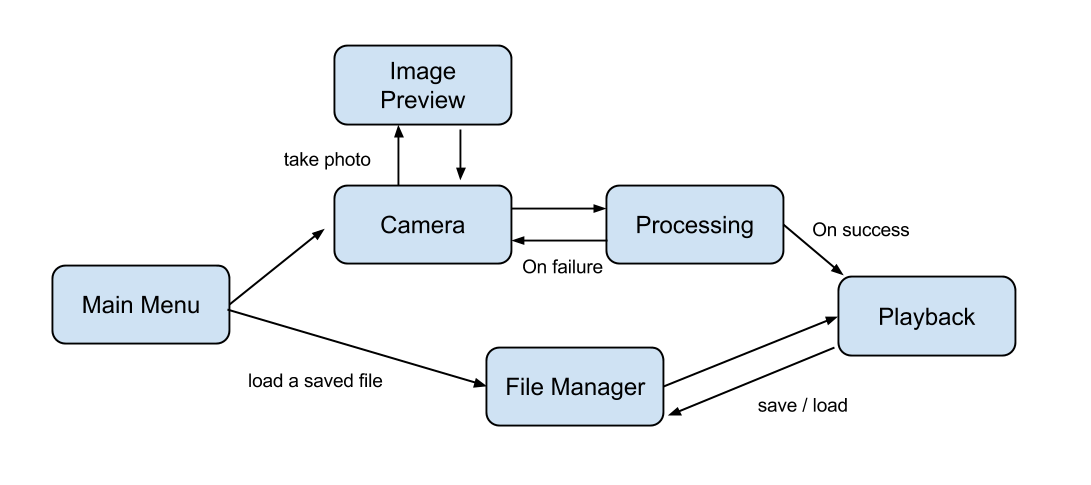 Image
Preview
take photo
Camera
Processing
On success
On failure
Main Menu
Playback
load a saved file
File Manager
save / load